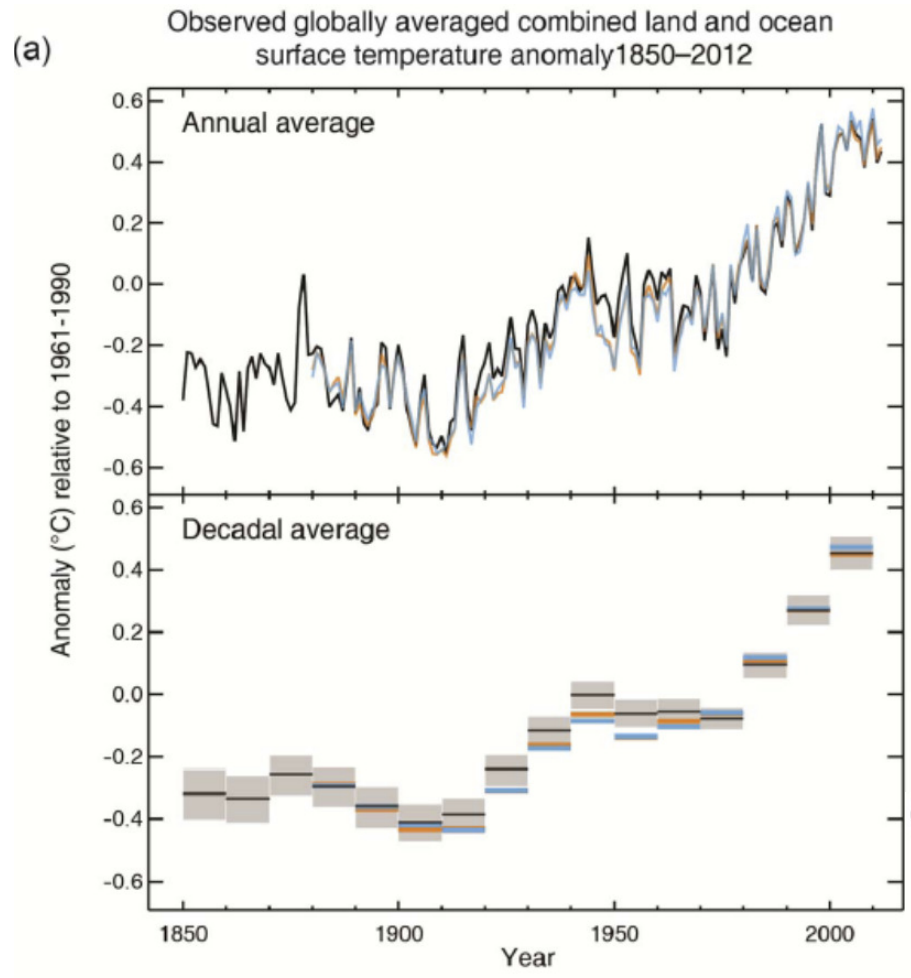 Observed globally averaged combined land and ocean
surface temperature anomaly1850–2012
(a)
Annual average
0.6
0.4
0.2
0.0
-0.2
-0.4
-0.6
Anomaly (°C) relative to 1961-1990
Decadal average
0.6
0.4
0.2
0.0
-0.2
-0.4
-0.6
1850 1900 1950 2000
Year